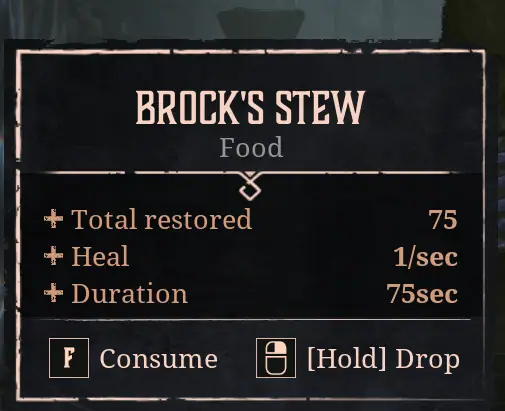 BROCK'S STEW
Food
Total restored 75
Heal 1/sec
Duration 75sec
F Consume [Hold] Drop